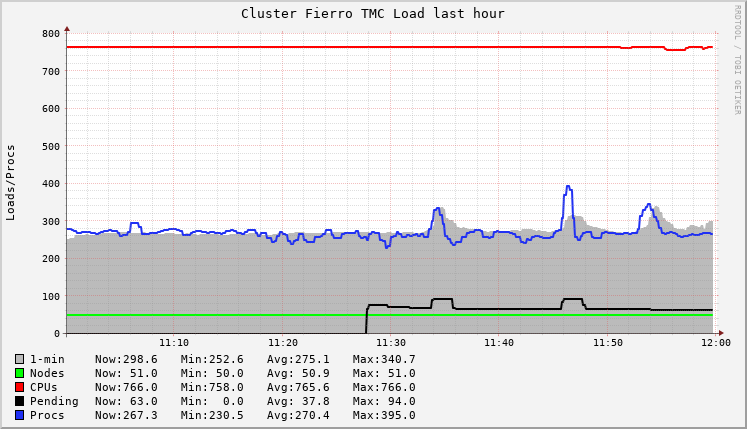 Cluster Fierro TMC Load last hour
RRDTOOL / TOBI OETIKER
Loads/Procs
800
700
600
500
400
300
200
100
0
11:10 11:20 11:30 11:40 11:50 12:00
1-min Now:298.6 Min:252.6 Avg:275.1 Max:340.7
Nodes Now: 51.0 Min: 50.0 Avg: 50.9 Max: 51.0
CPUs Now:766.0 Min:758.0 Avg:765.6 Max:766.0
Pending Now: 63.0 Min: 0.0 Avg: 37.8 Max: 94.0
Procs Now:267.3 Min:230.5 Avg:270.4 Max:395.0